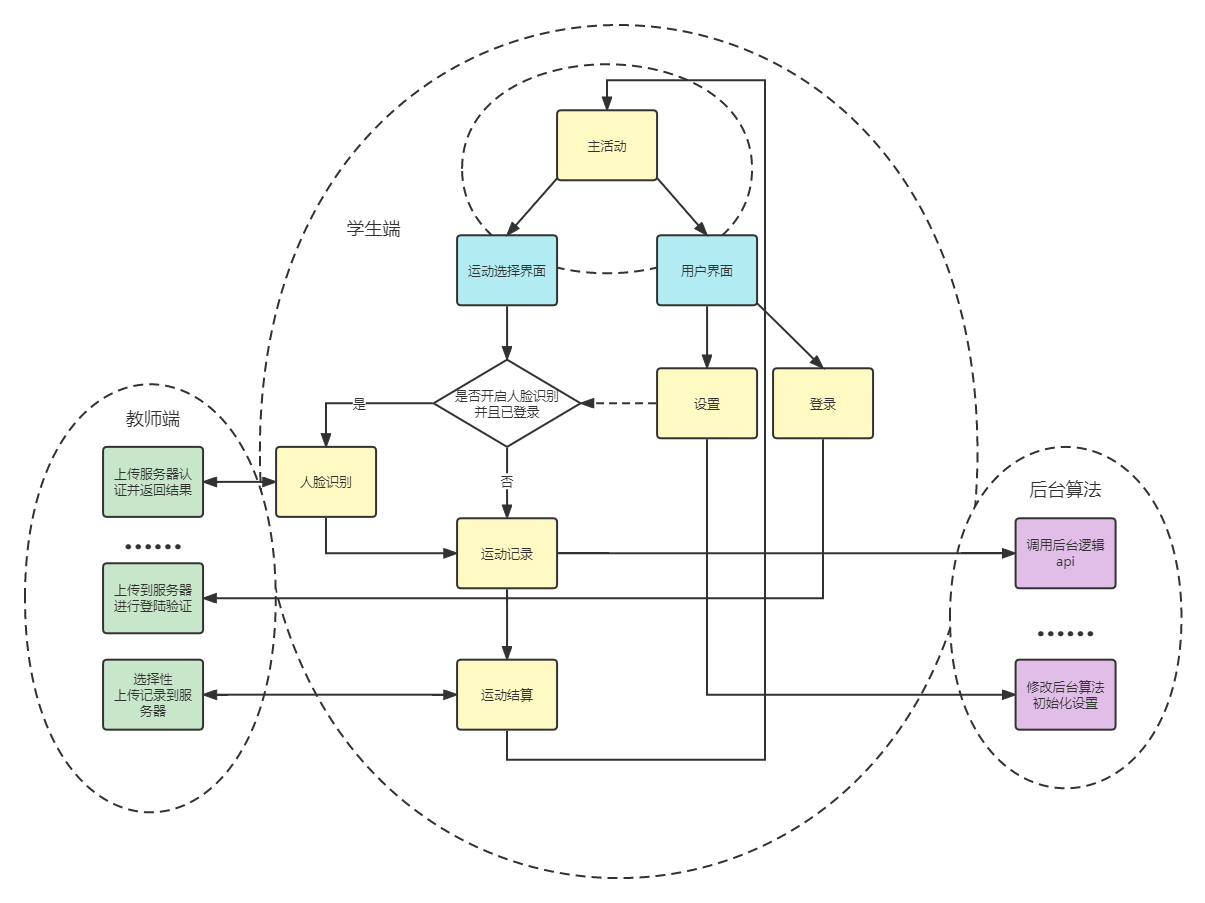 主活动
学生端
运动选择界面
用户界面
是否开启人脸识别
并且已登录
是
设置
登录
教师端
上传服务器认
证并返回结果
人脸识别
否
后台算法
运动记录
调用后台逻辑
api
上传到服务器
进行登陆验证
选择性
上传记录到服
务器
运动结算
修改后台算法
初始化设置